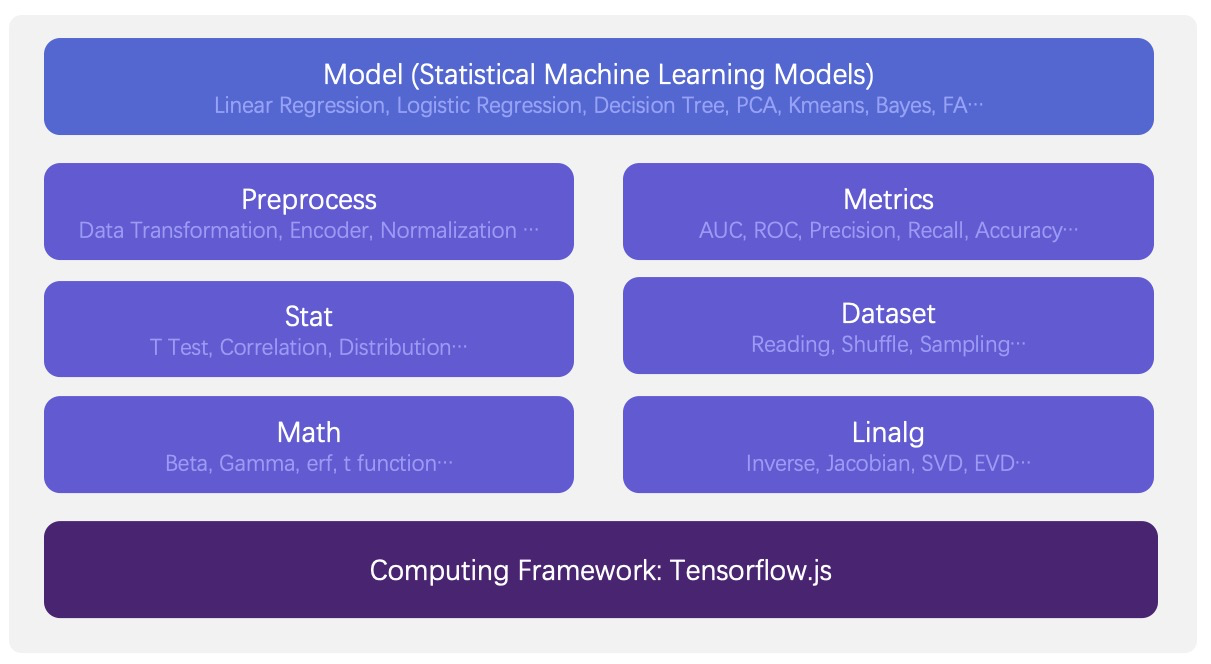 Model (Statistical Machine Learning Models)
Linear Regression, Logistic Regression, Decision Tree, PCA, Kmeans, Bayes, FA···
Preprocess
Data Transformation, Encoder, Normalization ···
Metrics
AUC, ROC, Precision, Recall, Accuracy···
Stat
T Test, Correlation, Distribution···
Dataset
Reading, Shuffle, Sampling···
Math
Beta, Gamma, erf, t function···
Linalg
Inverse, Jacobian, SVD, EVD···
Computing Framework: Tensorflow.js